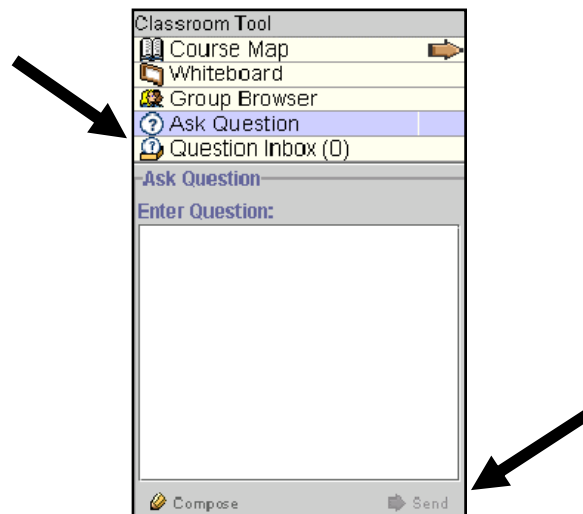 Classroom Tool
Course Map
Whiteboard
Group Browser
Ask Question
Question Inbox (0)
Ask Question
Enter Question:
Compose Send